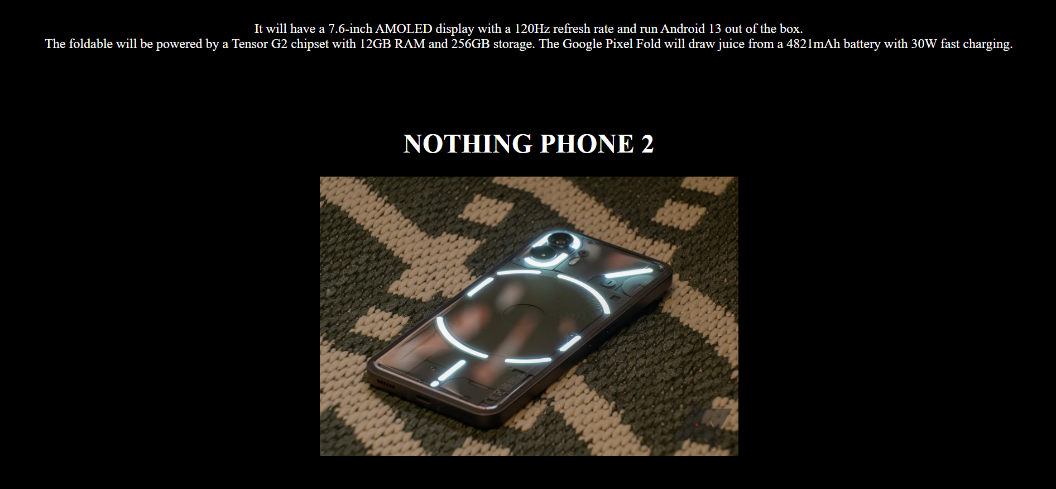 It will have a 7.6-inch AMOLED display with a 120Hz refresh rate and run Android 13 out of the box.
The foldable will be powered by a Tensor G2 chipset with 12GB RAM and 256GB storage. The Google Pixel Fold will draw juice from a 4821mAh battery with 30W fast charging.
NOTHING PHONE 2